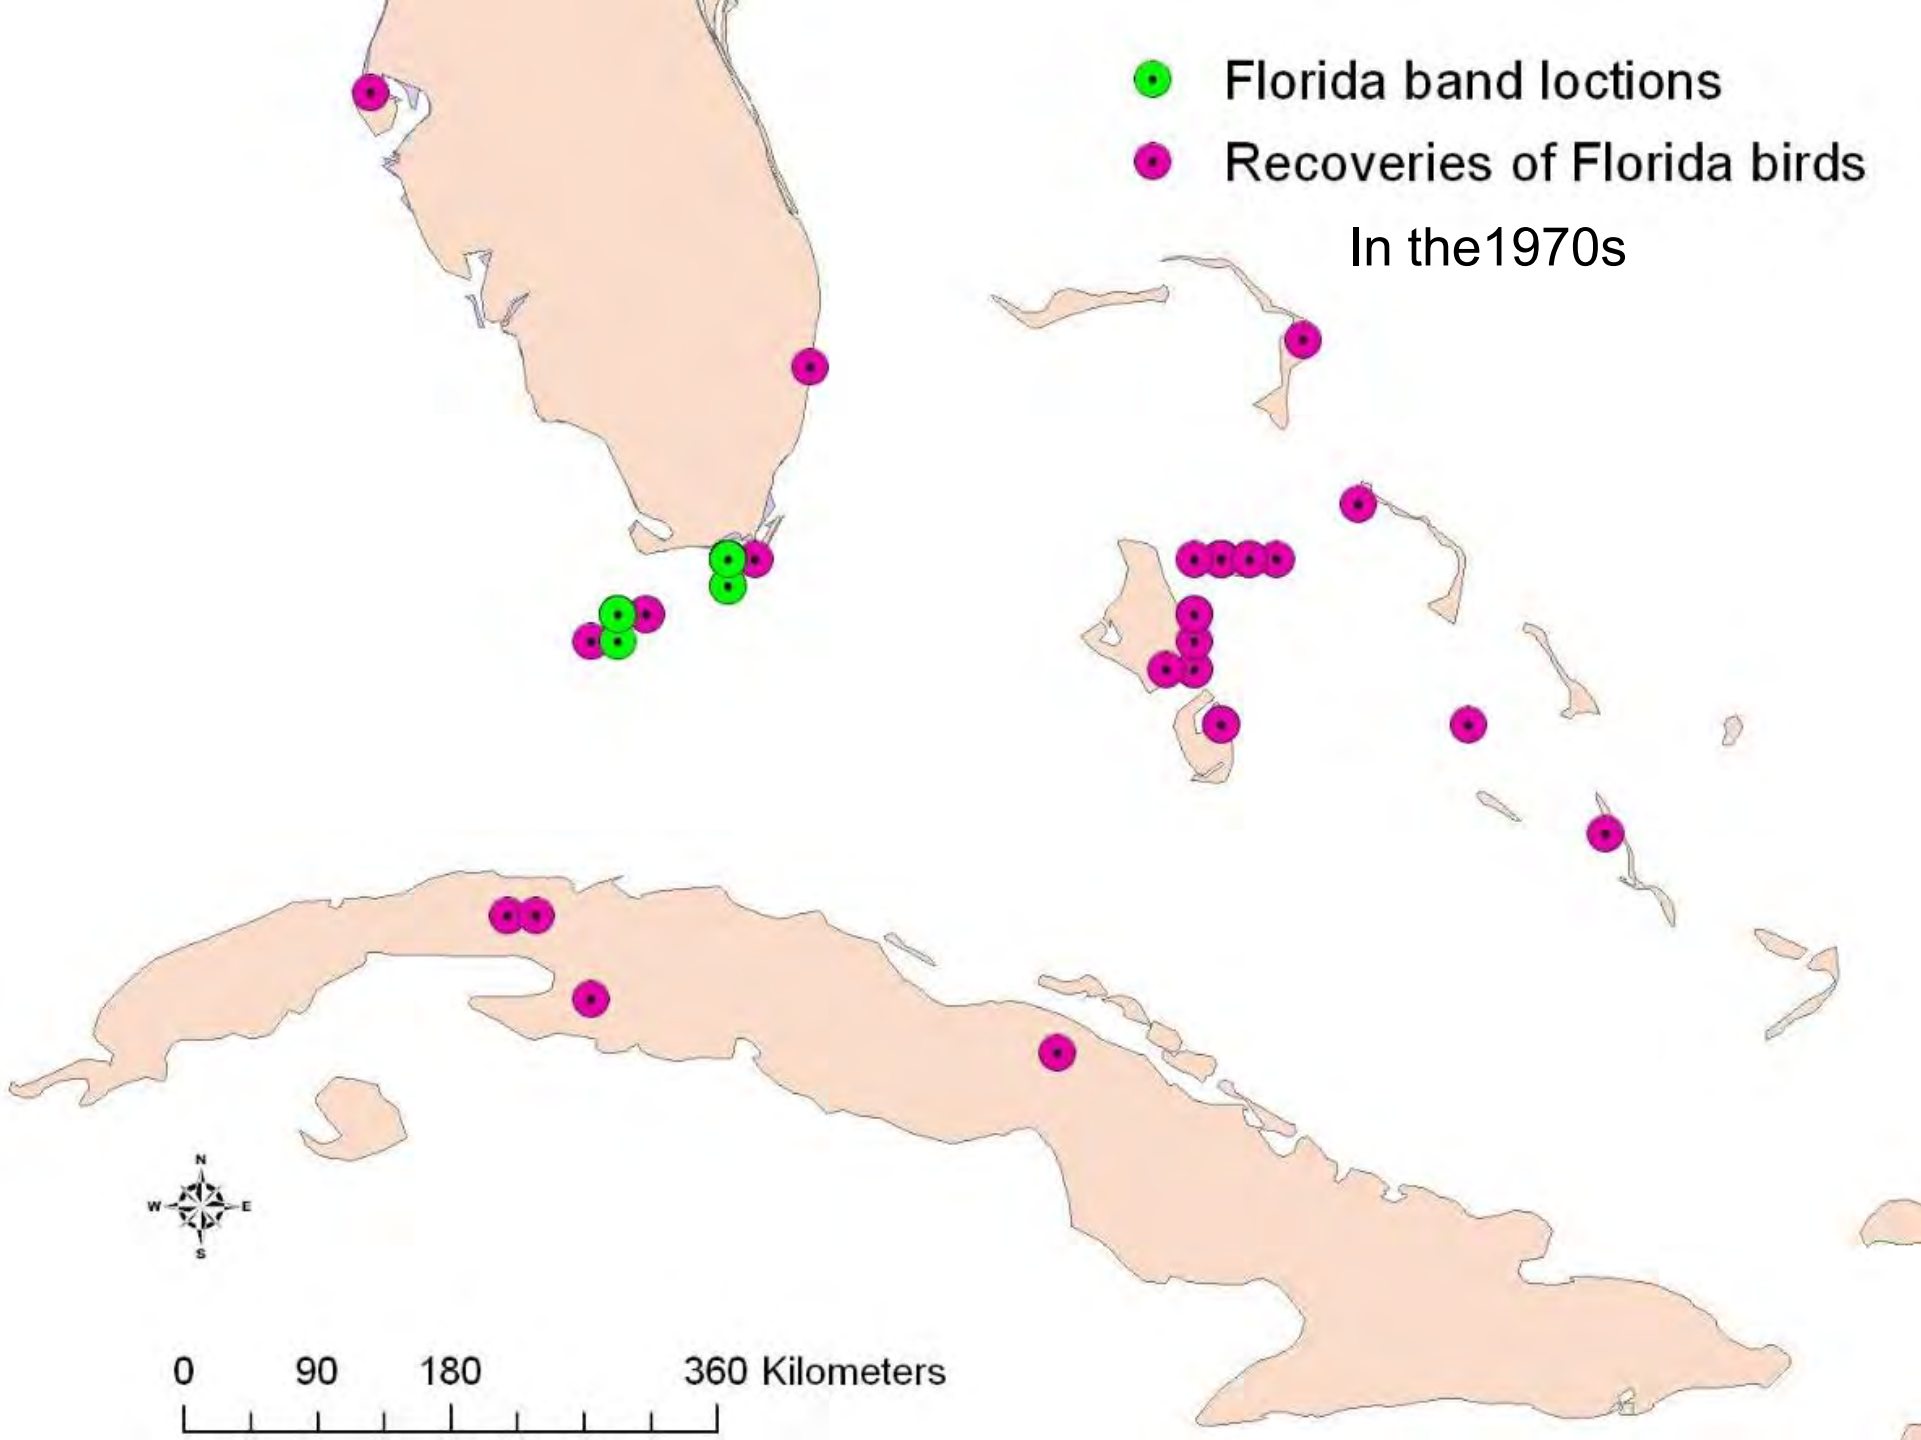 Florida band loctions
Recoveries of Florida birds
In the1970s
N
W E
S
0 90 180 360 Kilometers